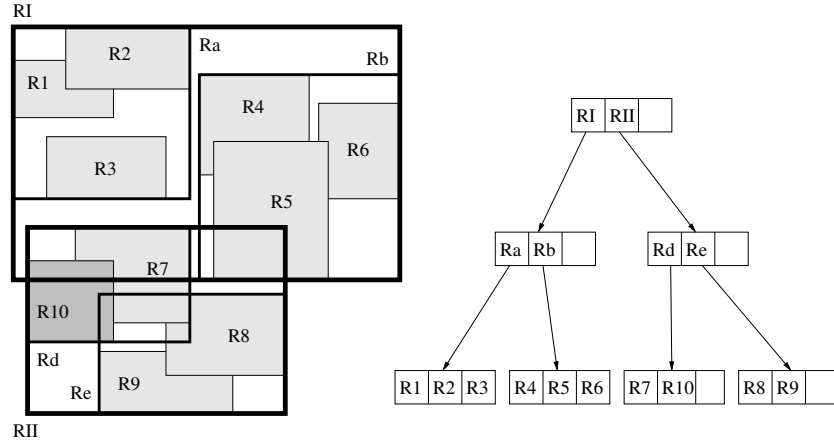 RI
R2
Ra
Rb
R1
R4
R6
R3
R5
R7
R10
R8
Rd
Re
R9
RII
RI RII
Ra Rb
Rd Re
R1 R2 R3
R4 R5 R6
R7 R10
R8 R9